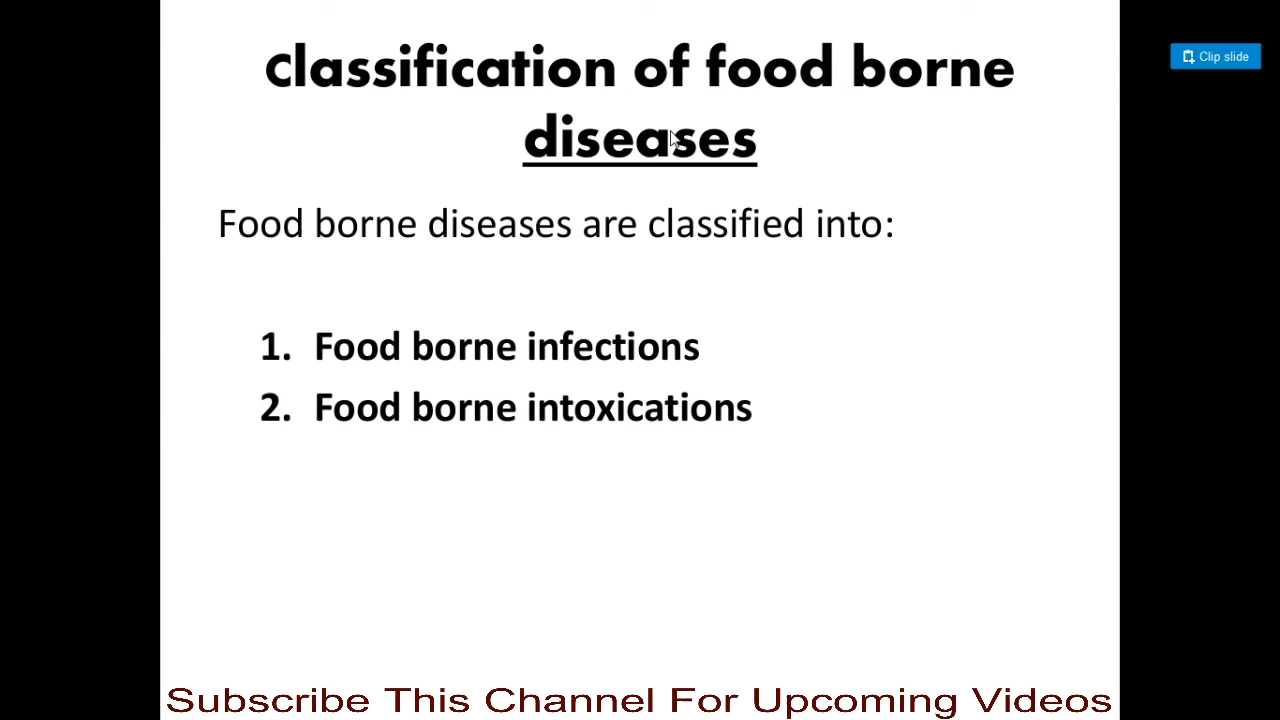 classification of food borne
diseases
Clip slide
Food borne diseases are classified into:
1. Food borne infections
2. Food borne intoxications
Subscribe This Channel For Upcoming Videos